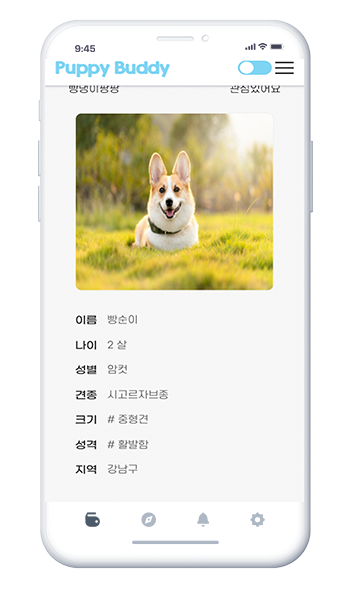 9:45
Puppy Buddy
빵댕이팡팡 관심있어요
이름 빵순이
나이 2 살
성별 암컷
견종 시고르자브종
크기 # 중형견
성격 # 활발함
지역 강남구